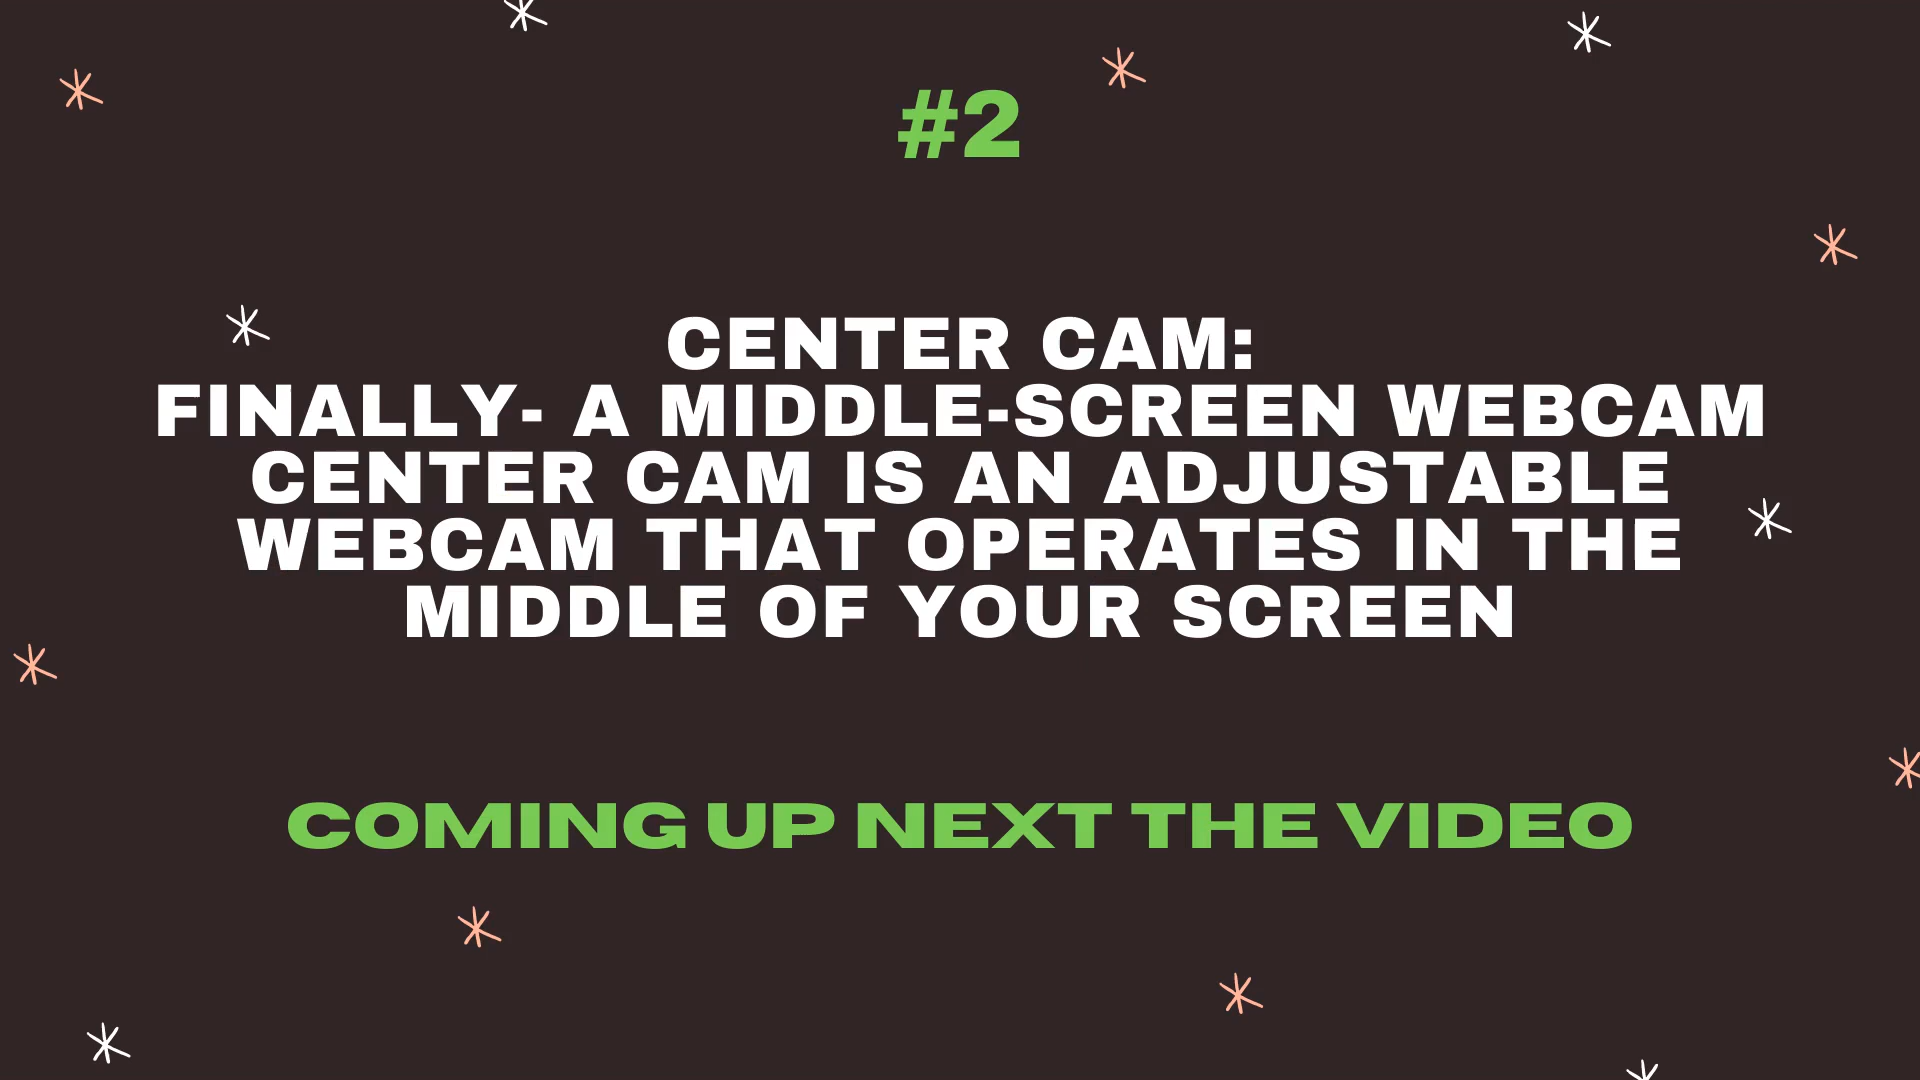 #2
CENTER CAM:
FINALLY- A MIDDLE-SCREEN WEBCAM
CENTER CAM IS AN ADJUSTABLE
WEBCAM THAT OPERATES IN THE
MIDDLE OF YOUR SCREEN
COMING UP NEXT THE VIDEO